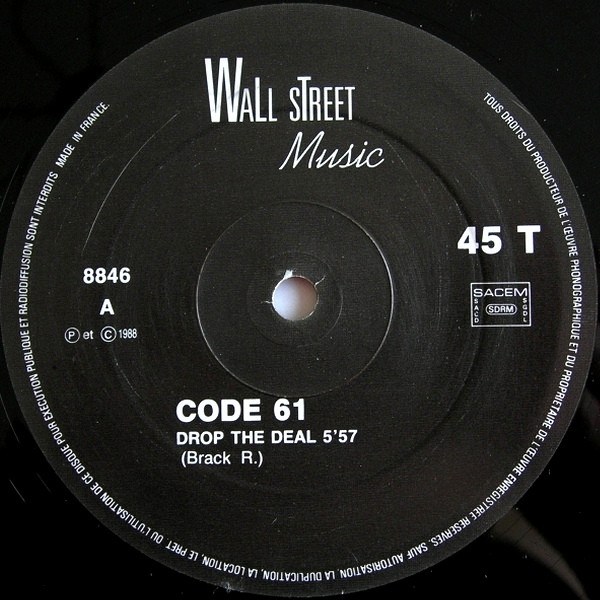 WALL STREET
Music
45 T
8846
A
Ⓟ et Ⓒ 1988
SACEM
SACD
SDRM
SGDL
CODE 61
DROP THE DEAL 5'57
(Brack R.)
TOUS DROITS DU PRODUCTEUR DE L'ŒUVRE PHONOGRAPHIQUE ET DU PROPRIETAIRE DE L'ŒUVRE ENREGISTREE RESERVES. SAUF AUTORISATION, LA DUPLICATION, LA LOCATION, LE PRET OU L'UTILISATION DE CE DISQUE POUR EXECUTION PUBLIQUE ET RADIODIFFUSION SONT INTERDITS MADE IN FRANCE.